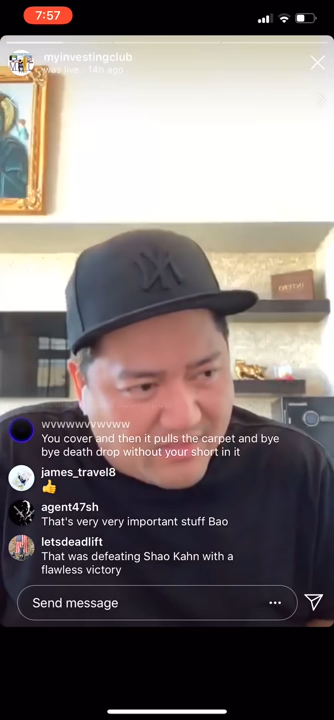 7:57
myinvestingclub
was live · 14h ago
NY
wvwwwvvwvww
You cover and then it pulls the carpet and bye
bye death drop without your short in it
james_travel8
👍
agent47sh
That's very very important stuff Bao
letsdeadlift
That was defeating Shao Kahn with a
flawless victory
Send message